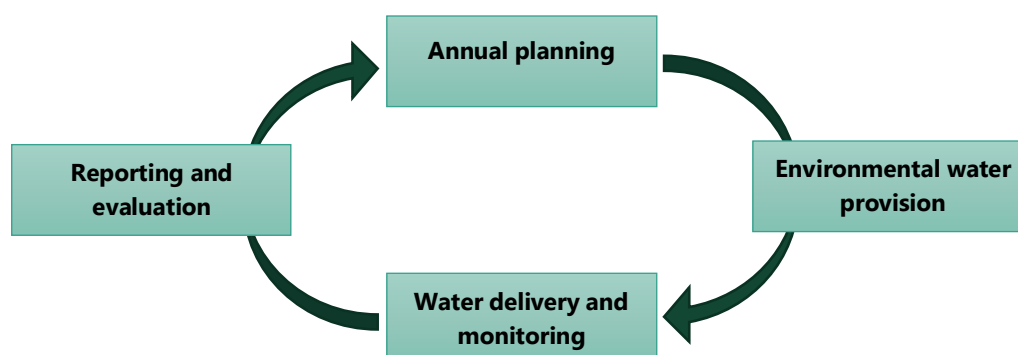 Annual planning
Environmental water
provision
Water delivery and
monitoring
Reporting and
evaluation